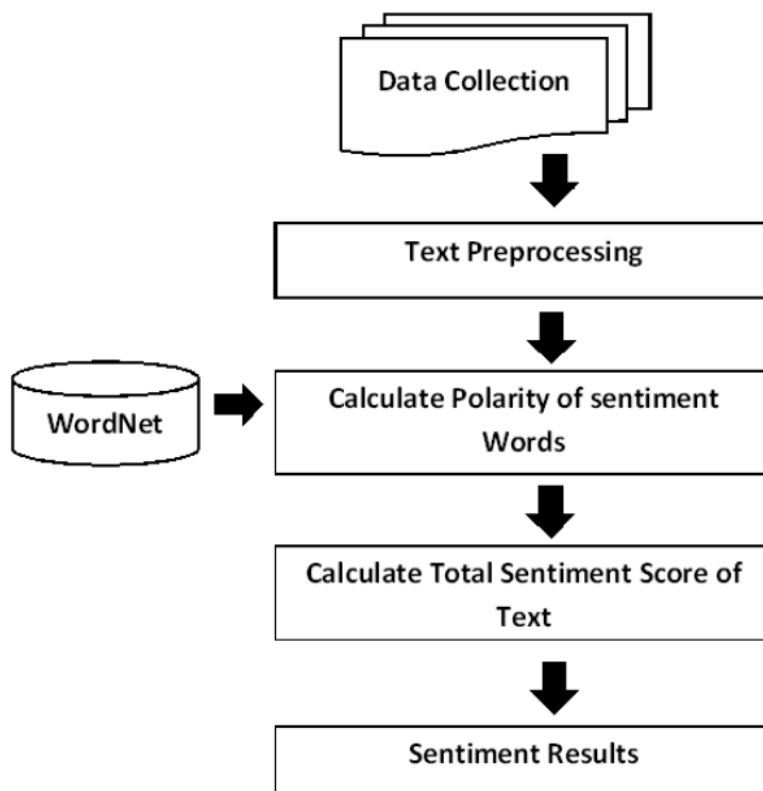 Data Collection
Text Preprocessing
WordNet
Calculate Polarity of sentiment
Words
Calculate Total Sentiment Score of
Text
Sentiment Results